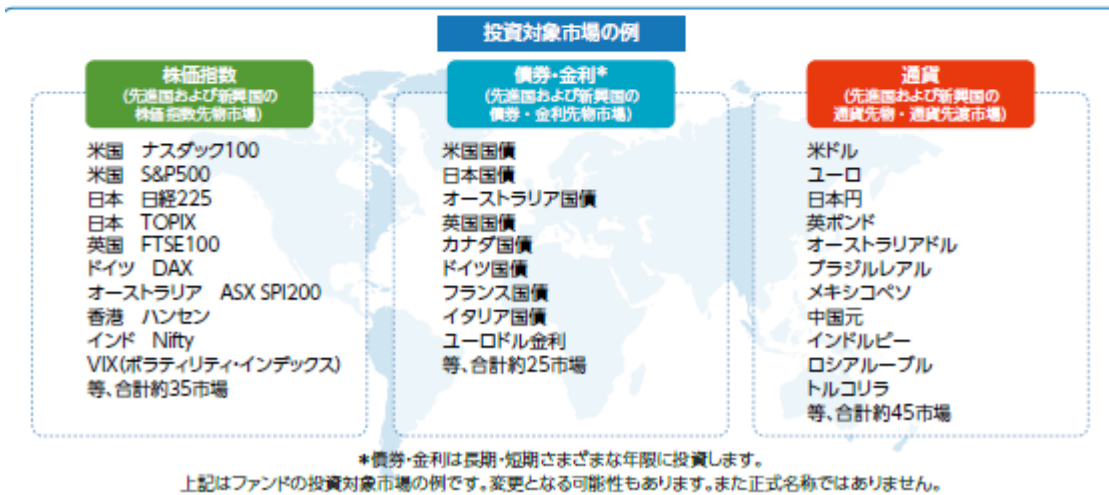 投資対象市場の例
株価指数
(先進国および新興国の
株価指数先物市場)
米国 ナスダック100
米国 S&P500
日本 日経225
日本 TOPIX
英国 FTSE100
ドイツ DAX
オーストラリア ASX SPI200
香港 ハンセン
インド Nifty
VIX(ボラティリティ・インデックス)
等、合計約35市場
債券・金利*
(先進国および新興国の
債券・金利先物市場)
米国国債
日本国債
オーストラリア国債
英国国債
カナダ国債
ドイツ国債
フランス国債
イタリア国債
ユーロドル金利
等、合計約25市場
通貨
(先進国および新興国の
通貨先物・通貨先渡市場)
米ドル
ユーロ
日本円
英ポンド
オーストラリアドル
ブラジルレアル
メキシコペソ
中国元
インドルピー
ロシアルーブル
トルコリラ
等、合計約45市場
*債券・金利は長期・短期さまざまな年限に投資します。
上記はファンドの投資対象市場の例です。変更となる可能性もあります。また正式名称ではありません。